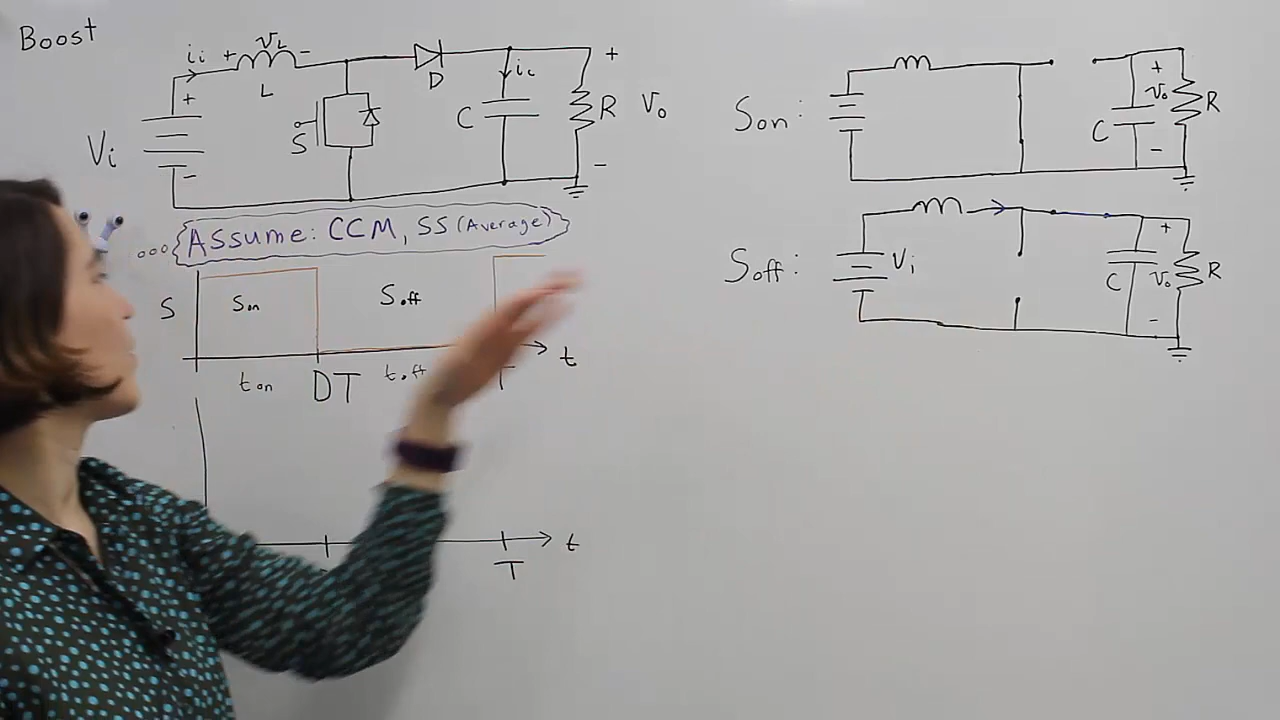 Boost
i i + VL -
L
D
ic
+
Vi
+
-
S
C
R
Vo
-
Assume: CCM, SS (Average)
S
Son
Soff
t
ton
DT
toff
T
t
T
Son:
C
+
vo
-
R
Soff:
Vi
C
+
vo
-
R